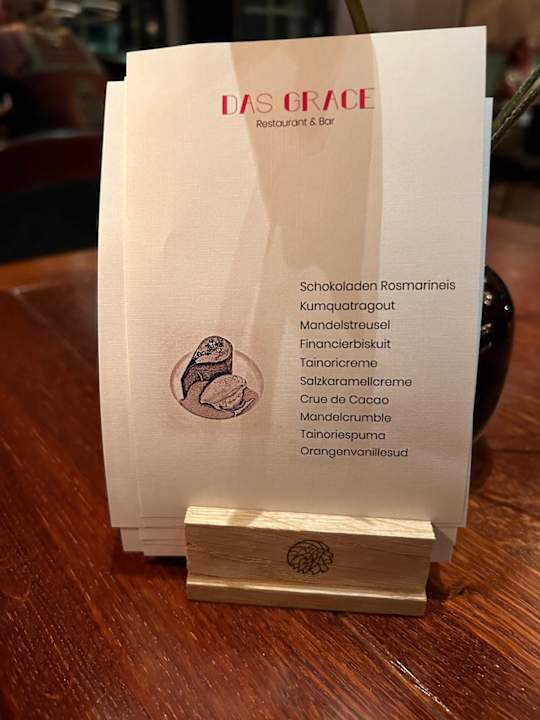 DAS GRACE
Restaurant & Bar
Schokoladen Rosmarineis
Kumquatragout
Mandelstreusel
Financierbiskuit
Tainoricreme
Salzkaramellcreme
Crue de Cacao
Mandelcrumble
Tainoriespuma
Orangenvanillesud